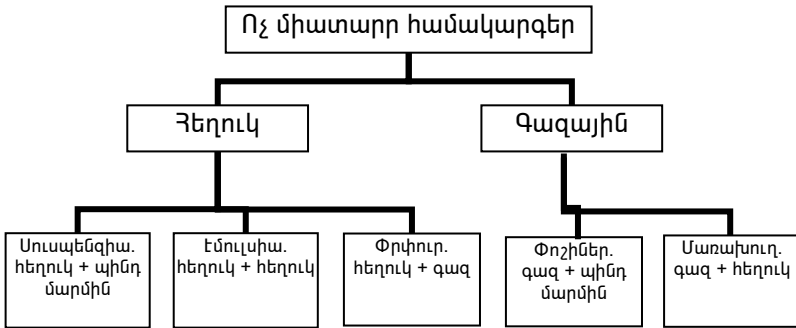 Ոչ միատարր համակարգեր
Հեղուկ
Գազային
Սուսպենզիա.
հեղուկ + պինդ
մարմին
Էմուլսիա.
հեղուկ + հեղուկ
Փրփուր.
հեղուկ + գազ
Փոշիներ.
գազ + պինդ
մարմին
Մառախուղ.
գազ + հեղուկ